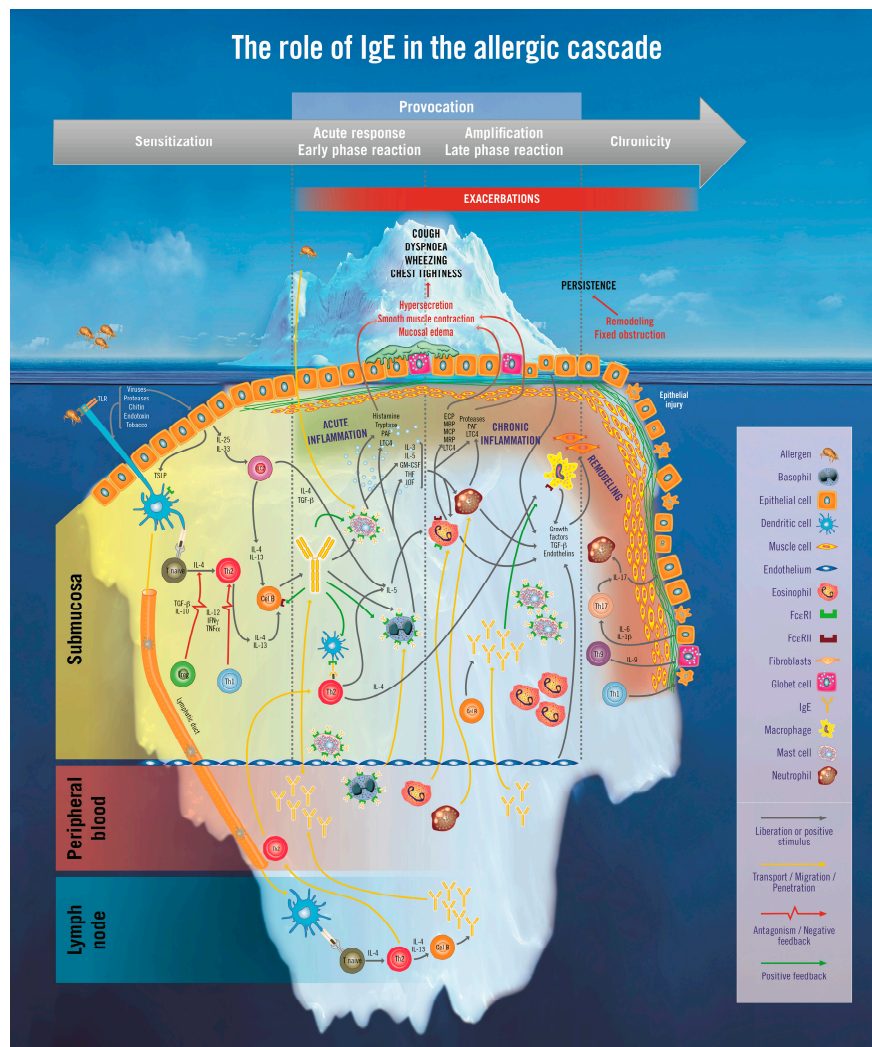 The role of IgE in the allergic cascade
Provocation
Sensitization
Acute response
Early phase reaction
Amplification
Late phase reaction
Chronicity
EXACERBATIONS
COUGH
DYSPNOEA
WHEEZING
CHEST TIGHTNESS
PERSISTENCE
Hypersecretion
Smooth muscle contraction
Mucosal edema
Remodeling
Fixed obstruction
TLR
Viruses
Proteases
Chitin
Endotoxin
Tobacco
Epithelial
injury
IL-25
IL-33
TSLP
ACUTE
INFLAMMATION
Histamine
Tryptase
PAF
LTC4
IL-3
IL-5
GM-CSF
ECP
MRP
MCP
MRP
LTC4
Proteases
PAF
LTC4
CHRONIC
INFLAMMATION
REMODELING
IL-4
TGF-β
Growth
factors
TGF-β
Endothelins
T naive
IL-4
Th2
IL-4
IL-13
Cel B
IL-5
TGF-β
IL-10
IL-12
IFNγ
TNFα
IL-4
IL-13
Th1
Th2
IL-4
Cel B
IL-17
Th17
IL-6
IL-1β
Th9
IL-9
Th1
Submucosa
Lymphatic duct
Peripheral
blood
Th2
Lymph
node
T naive
IL-4
Th2
IL-4
IL-13
Cel B
Allergen
Basophil
Epithelial cell
Dendritic cell
Muscle cell
Endothelium
Eosinophil
FcεRI
FcεRII
Fibroblasts
Globet cell
IgE
Macrophage
Mast cell
Neutrophil
Liberation or positive
stimulus
Transport / Migration /
Penetration
Antagonism / Negative
feedback
Positive feedback